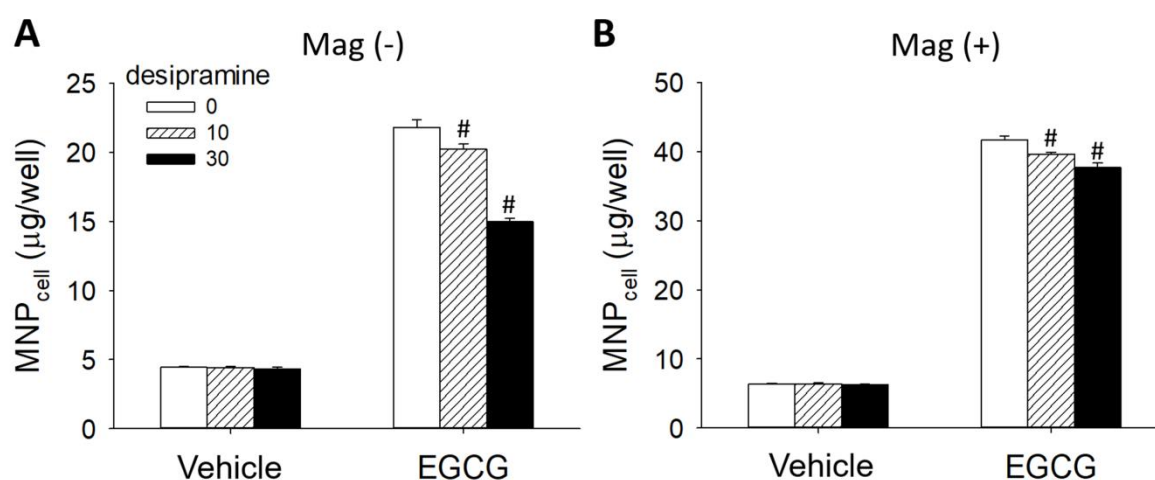 A
Mag (-)
desipramine
0
10
30
25
20
15
10
5
0
MNPcell (μg/well)
#
#
Vehicle
EGCG
B
Mag (+)
50
40
30
20
10
0
MNPcell (μg/well)
#
#
Vehicle
EGCG